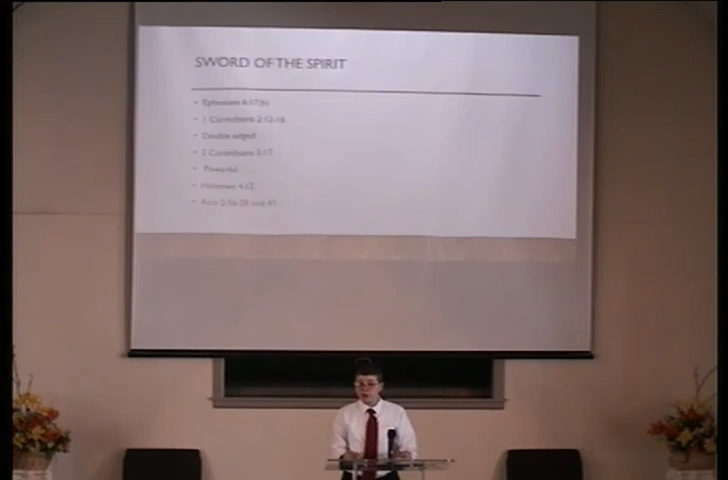 SWORD OF THE SPIRIT
• Ephesians 6:17(b)
• 1 Corinthians 2:12-16
• Double edged
• 2 Corinthians 3:17
• Powerful
• Hebrews 4:12
• Acts 2:36-38 and 41